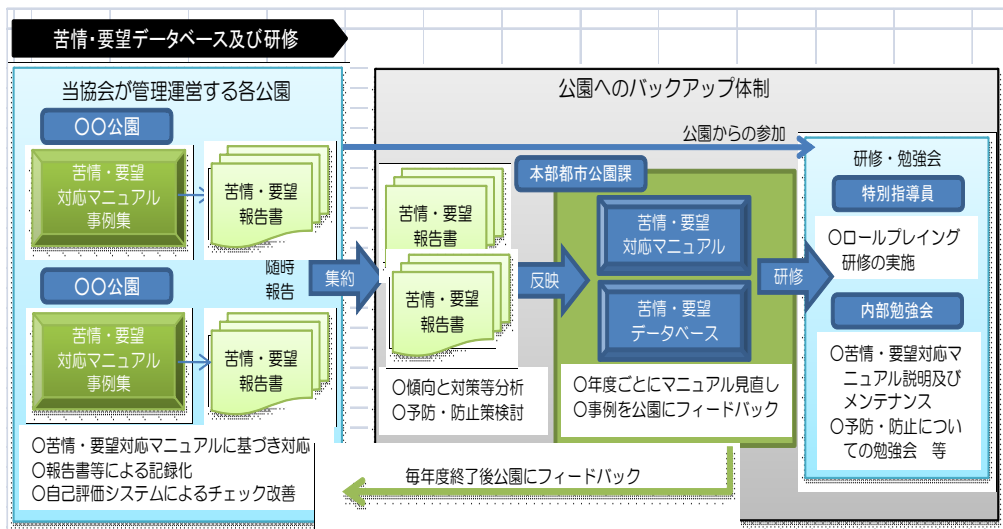 苦情・要望データベース及び研修
当協会が管理運営する各公園
〇〇公園
苦情・要望
対応マニュアル
事例集
苦情・要望
報告書
随時
報告
〇〇公園
苦情・要望
対応マニュアル
事例集
苦情・要望
報告書
〇苦情・要望対応マニュアルに基づき対応
〇報告書等による記録化
〇自己評価システムによるチェック改善
集約
公園へのバックアップ体制
公園からの参加
苦情・要望
報告書
苦情・要望
報告書
〇傾向と対策等分析
〇予防・防止策検討
反映
本部都市公園課
苦情・要望
対応マニュアル
苦情・要望
データベース
〇年度ごとにマニュアル見直し
〇事例を公園にフィードバック
研修
研修・勉強会
特別指導員
〇ロールプレイング
研修の実施
内部勉強会
〇苦情・要望対応マ
ニュアル説明及び
メンテナンス
〇予防・防止につい
ての勉強会　等
毎年度終了後公園にフィードバック